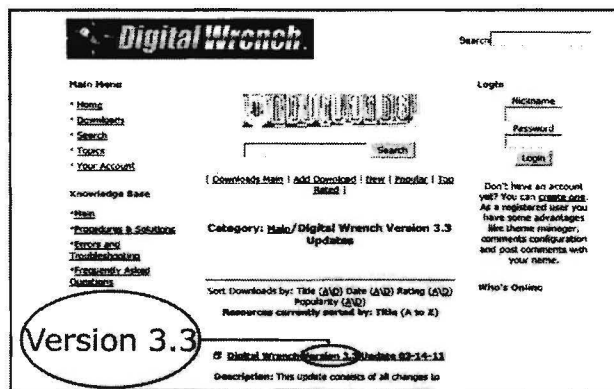 Digital Wrench
Search
Main Menu
* Home
* Downloads
* Search
* Topics
* Your Account
Knowledge Base
*Main
*Procedures & Solutions
*Errors and
Troubleshooting
*Frequently Asked
Questions
DOWNLOADS
Search
[ Downloads Main | Add Download | New | Popular | Top
Rated ]
Category: Main/Digital Wrench Version 3.3
Updates
Sort Downloads by: Title (A\D) Date (A\D) Rating (A\D)
Popularity (A\D)
Resources currently sorted by: Title (A to Z)
Digital Wrench Version 3.3 Update 02-14-11
Description: This update consists of all changes to
Login
Nickname
Password
Login
Don't have an account
yet? You can create one.
As a registered user you
have some advantages
like theme manager,
comments configuration
and post comments with
your name.
Who's Online
Version 3.3